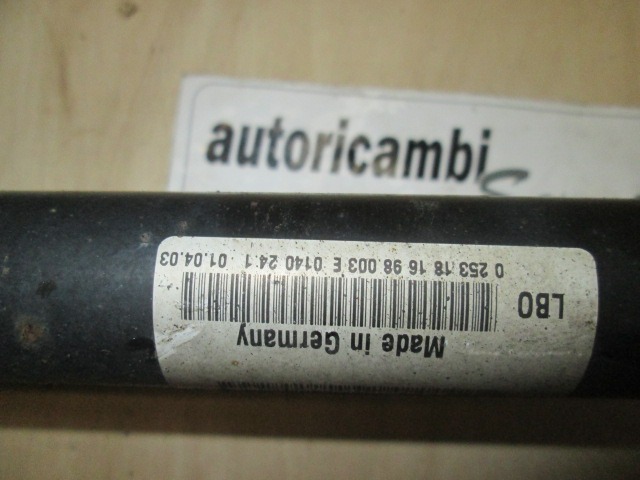 autoricambi
LBO
0 253 18 16 98 003 E 0140 24.1 01.04.03
Made in Germany